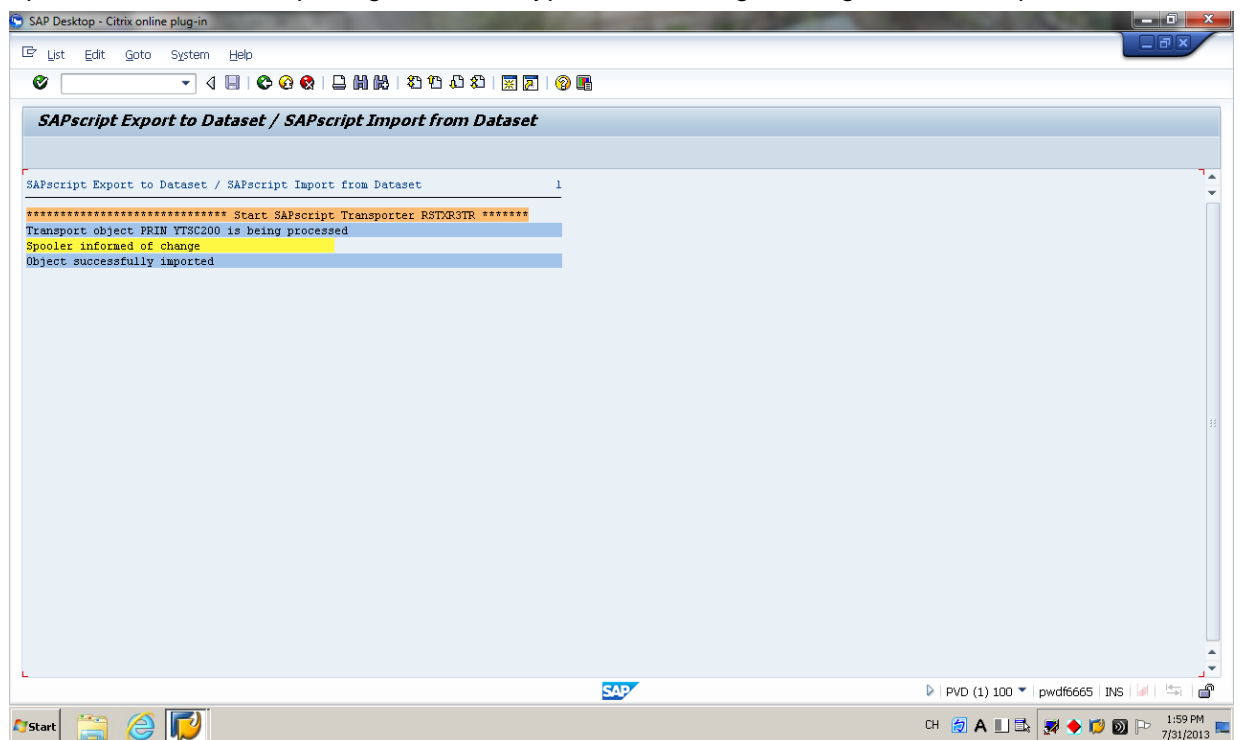 SAP Desktop - Citrix online plug-in
List Edit Goto System Help
SAPscript Export to Dataset / SAPscript Import from Dataset
SAPscript Export to Dataset / SAPscript Import from Dataset 1
***************************** Start SAPscript Transporter RSTXR3TR *******
Transport object PRIN YTSC200 is being processed
Spooler informed of change
Object successfully imported
SAP
PVD (1) 100 pwdf6665 INS
Start
CH A
1:59 PM
7/31/2013